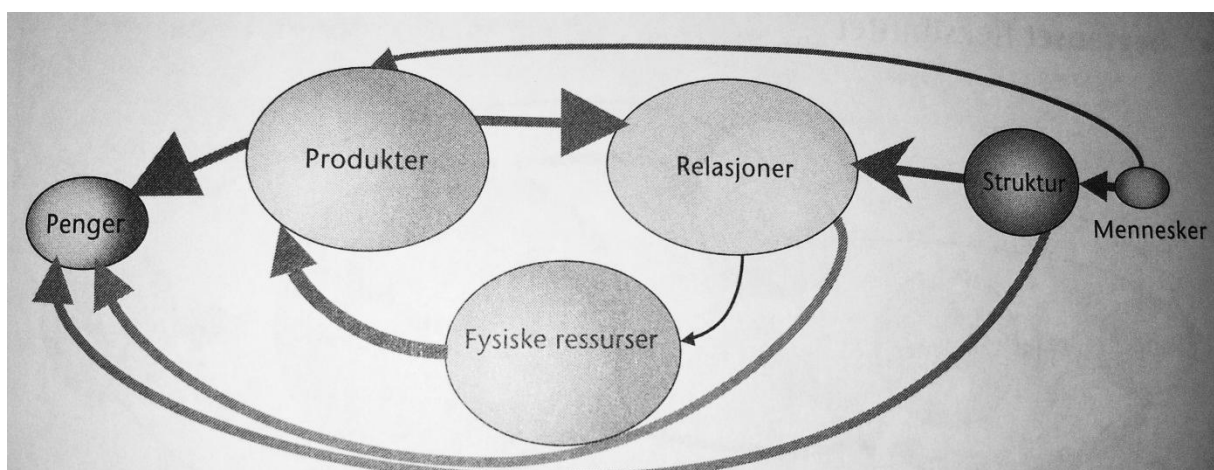 Produkter
Relasjoner
Struktur
Penger
Mennesker
Fysiske ressurser